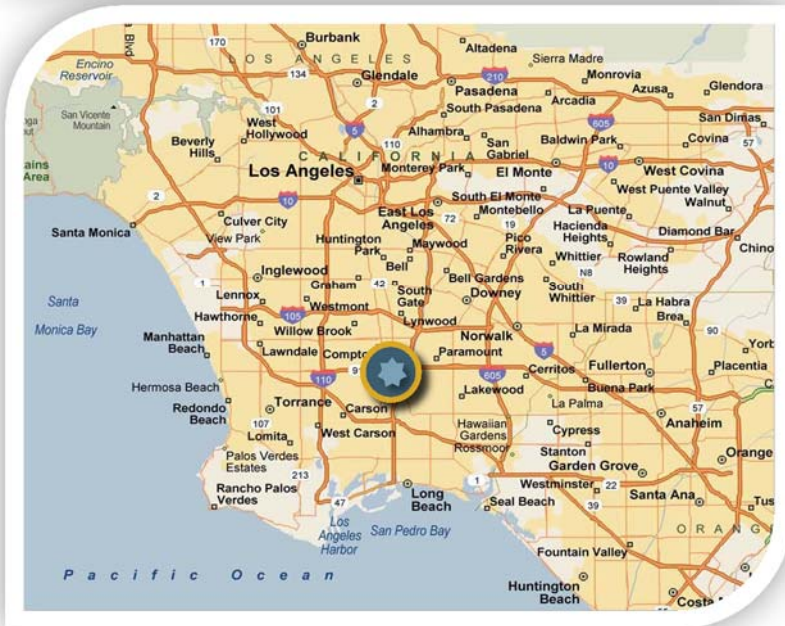 a Blvd
170
Burbank
Altadena
Sierra Madre
Encino
Reservoir
LOS ANGELES
134
Glendale
210
Monrovia
Pasadena
Azusa
Glendora
San Vicente
Mountain
101
2
South Pasadena
Arcadia
San Dimas
West
Hollywood
5
110
Alhambra
San
Gabriel
605
Baldwin Park
Covina
57
Beverly
Hills
CALIFORNIA
Los Angeles
Monterey Park
El Monte
10
West Covina
ains
Area
2
10
South El Monte
West Puente Valley
Walnut
Santa Monica
Culver City
View Park
East Los
Angeles
72
Montebello
19
La Puente
Hacienda
Heights
Diamond Bar
Chino
Huntington
Park
Maywood
Bell
Pico
Rivera
Whittier
Rowland
Heights
N8
Inglewood
Graham
42
Bell Gardens
South
Whittier
Santa
Monica Bay
1
Lennox
Westmont
South
Gate
Downey
39
La Habra
Brea
Hawthorne
105
Willow Brook
Lynwood
Norwalk
La Mirada
90
Manhattan
Beach
Lawndale
Compto
91
Paramount
5
Yorb
Hermosa Beach
110
605
Cerritos
Fullerton
Placentia
Buena Park
C
Redondo
Beach
Torrance
Carson
Lakewood
La Palma
57
Anaheim
107
Lomita
West Carson
Hawaiian
Gardens
Rossmoor
Cypress
Stanton
Orange
Palos Verdes
Estates
213
Garden Grove
Rancho Palos
Verdes
47
Long
Beach
1
Westminster
22
Seal Beach
39
Santa Ana
Tus
Los
Angeles
Harbor
San Pedro Bay
ORANG
Fountain Valley
Pacific Ocean
Huntington
Beach
55
Costa